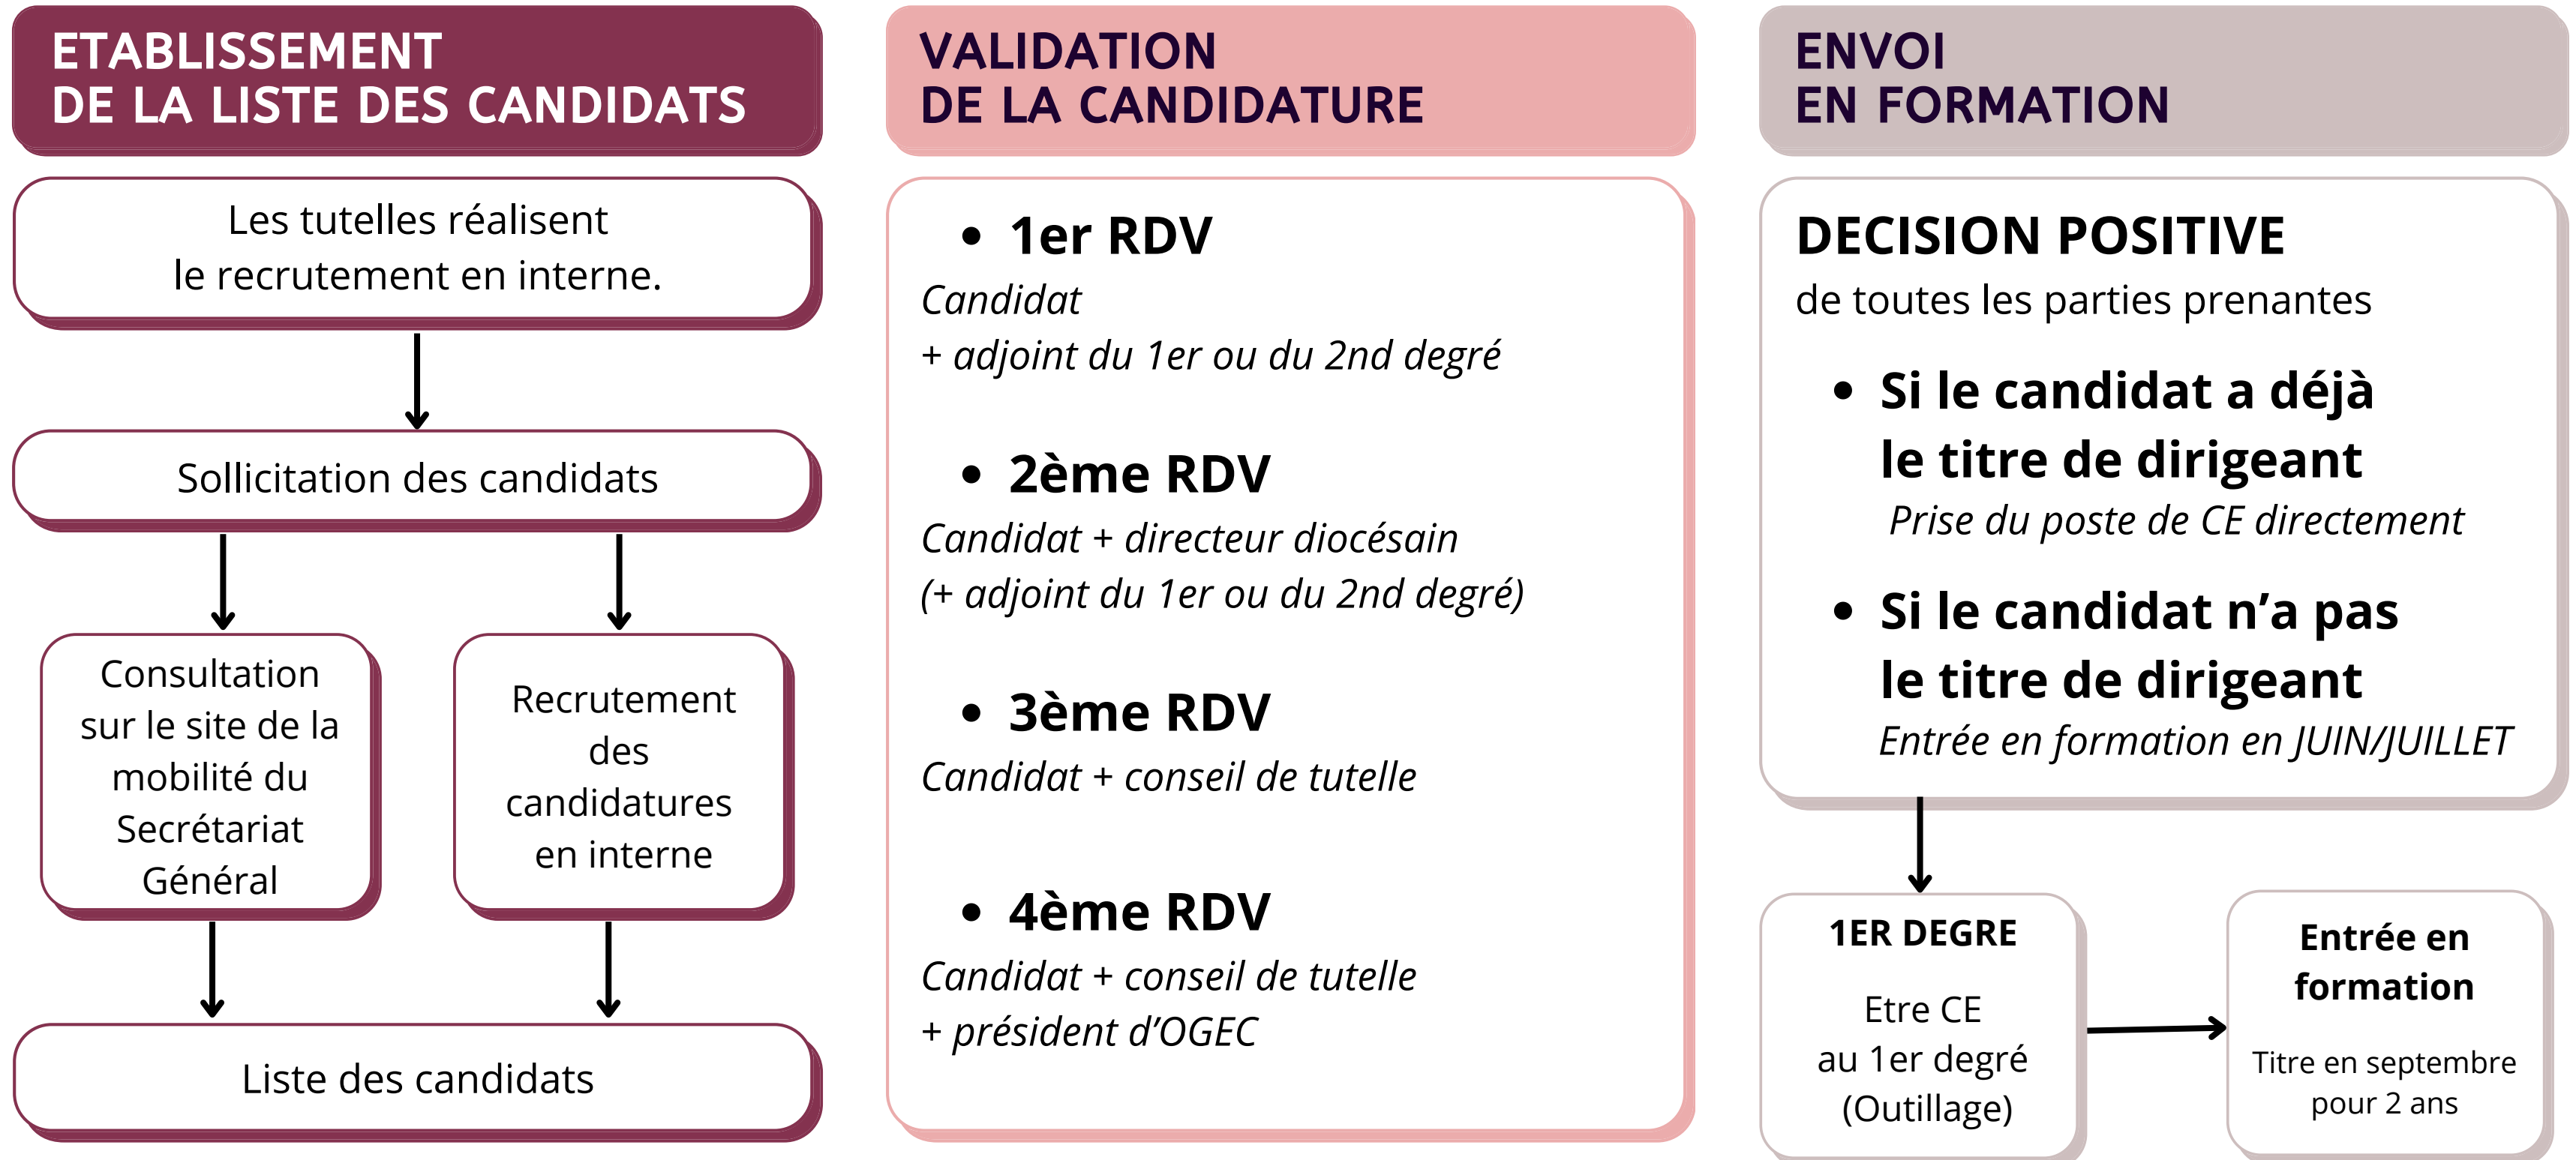 ETABLISSEMENT
DE LA LISTE DES CANDIDATS
Les tutelles réalisent
le recrutement en interne.
Sollicitation des candidats
Consultation
sur le site de la
mobilité du
Secrétariat
Général
Recrutement
des
candidatures
en interne
Liste des candidats
VALIDATION
DE LA CANDIDATURE
• 1er RDV
Candidat
+ adjoint du 1er ou du 2nd degré
• 2ème RDV
Candidat + directeur diocésain
(+ adjoint du 1er ou du 2nd degré)
• 3ème RDV
Candidat + conseil de tutelle
• 4ème RDV
Candidat + conseil de tutelle
+ président d’OGEC
ENVOI
EN FORMATION
DECISION POSITIVE
de toutes les parties prenantes
• Si le candidat a déjà
le titre de dirigeant
Prise du poste de CE directement
• Si le candidat n’a pas
le titre de dirigeant
Entrée en formation en JUIN/JUILLET
1ER DEGRE
Etre CE
au 1er degré
(Outillage)
Entrée en
formation
Titre en septembre
pour 2 ans